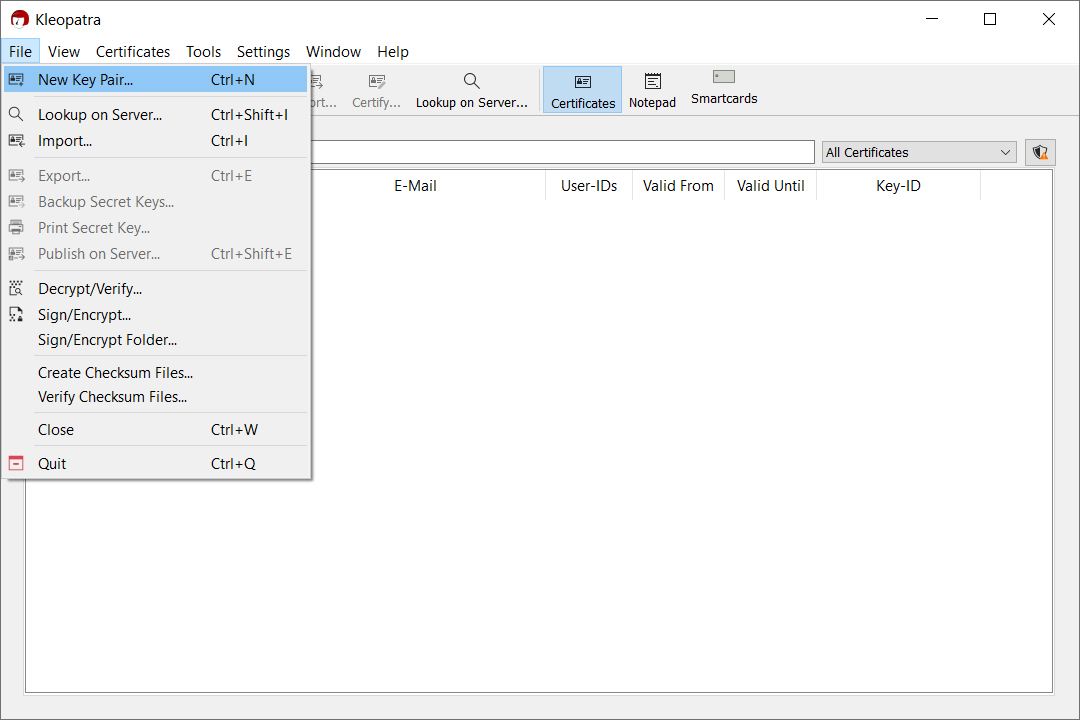 Kleopatra
File View Certificates Tools Settings Window Help
New Key Pair... Ctrl+N
Certify... Lookup on Server... Certificates Notepad Smartcards
Lookup on Server... Ctrl+Shift+I
Import... Ctrl+I
All Certificates
Export... Ctrl+E
E-Mail User-IDs Valid From Valid Until Key-ID
Backup Secret Keys...
Print Secret Key...
Publish on Server... Ctrl+Shift+E
Decrypt/Verify...
Sign/Encrypt...
Sign/Encrypt Folder...
Create Checksum Files...
Verify Checksum Files...
Close Ctrl+W
Quit Ctrl+Q